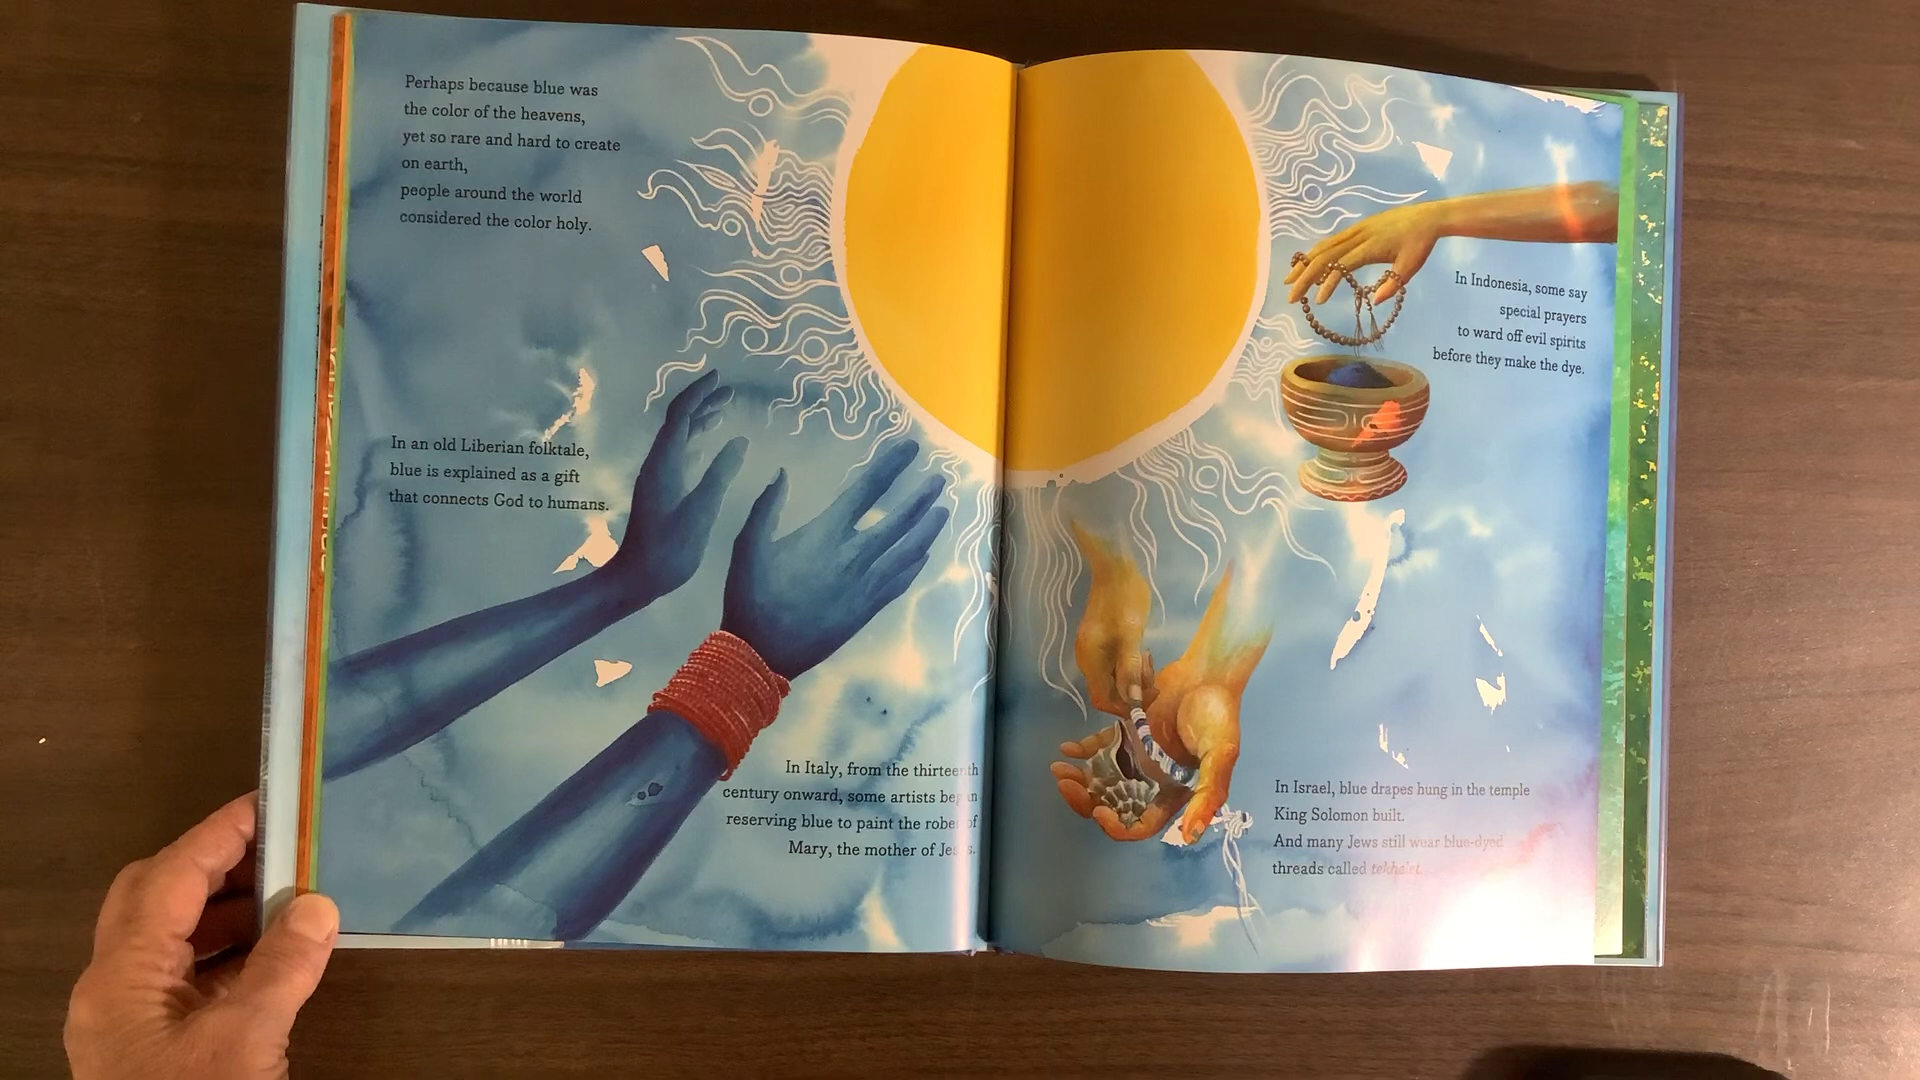 Perhaps because blue was
the color of the heavens,
yet so rare and hard to create
on earth,
people around the world
considered the color holy.
In an old Liberian folktale,
blue is explained as a gift
that connects God to humans.
In Italy, from the thirteenth
century onward, some artists began
reserving blue to paint the robes of
Mary, the mother of Jesus.
In Indonesia, some say
special prayers
to ward off evil spirits
before they make the dye.
In Israel, blue drapes hung in the temple
King Solomon built.
And many Jews still wear blue-dyed
threads called